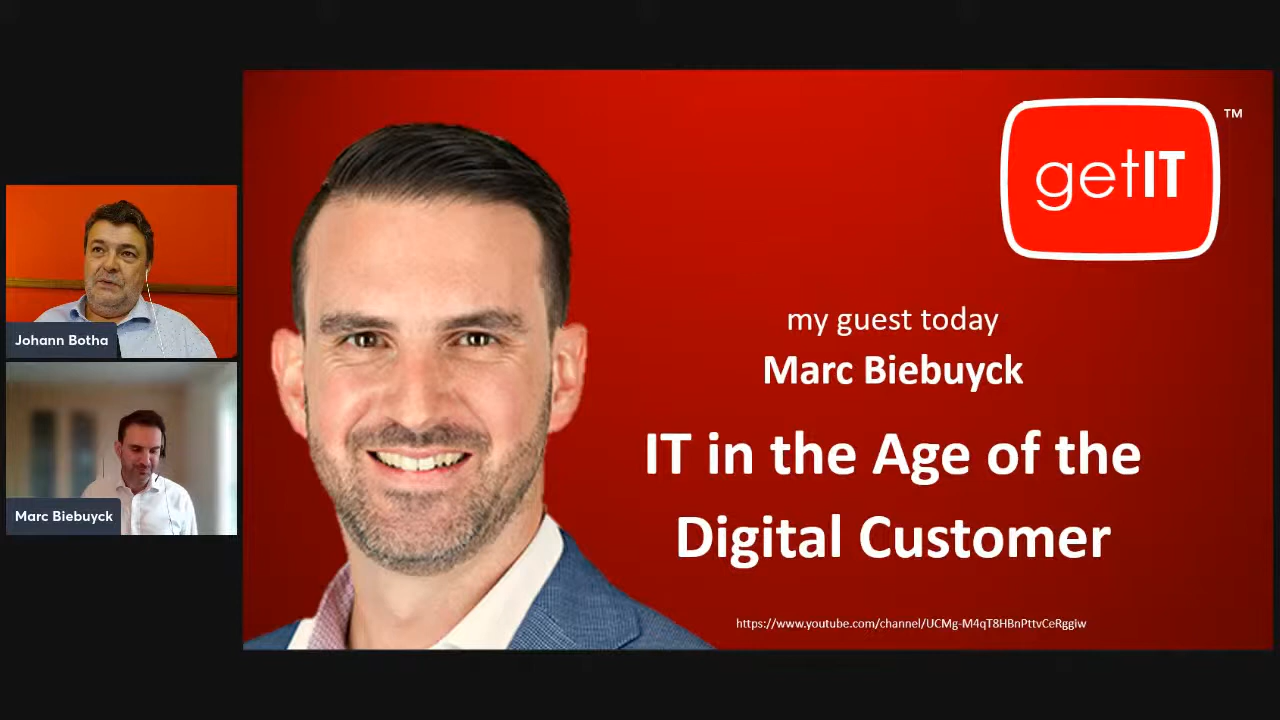 Johann Botha
Marc Biebuyck
getIT
TM
my guest today
Marc Biebuyck
IT in the Age of the
Digital Customer
https://www.youtube.com/channel/UCMg-M4qT8HBnPttvCeRggiw